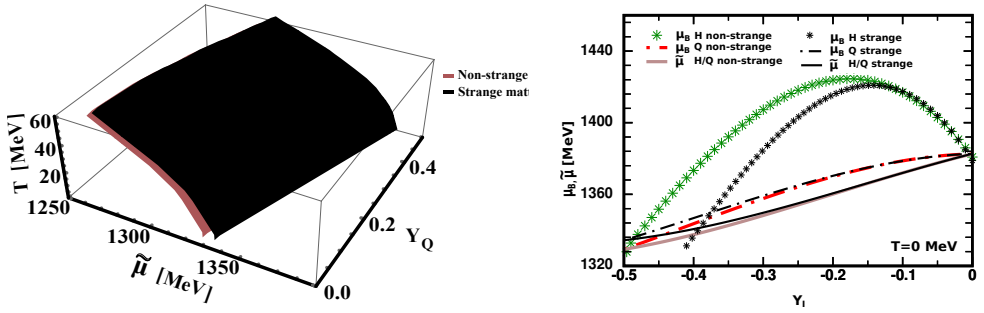 60
40
20
T [MeV]
1250
1300
1350
μ̃ [MeV]
0.0
0.2
0.4
Y_Q
Non-strange
Strange matt
1440
1400
1360
1320
μ_B, μ̃ [MeV]
μ_B H non-strange
μ_B Q non-strange
μ̃ H/Q non-strange
μ_B H strange
μ_B Q strange
μ̃ H/Q strange
T=0 MeV
-0.5 -0.4 -0.3 -0.2 -0.1 0
Y_I